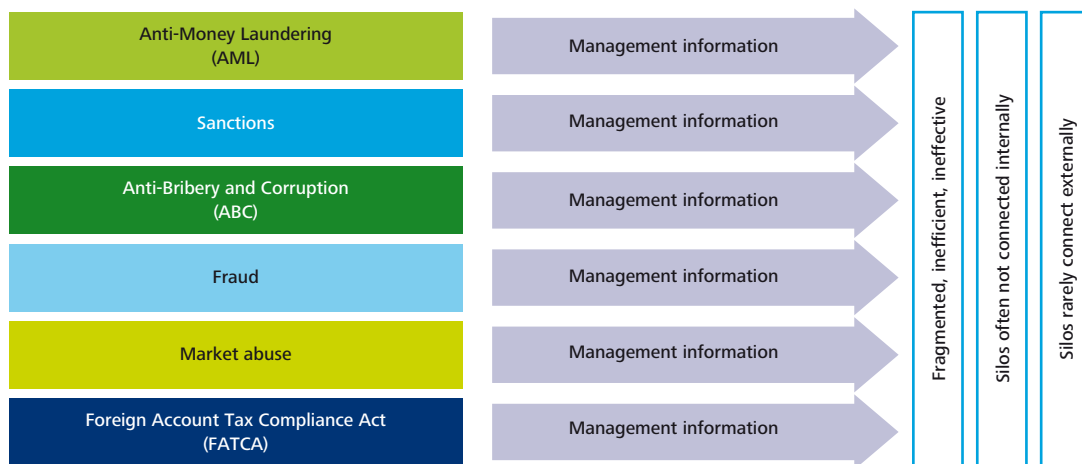 Anti-Money Laundering
(AML)
Management information
Sanctions
Management information
Anti-Bribery and Corruption
(ABC)
Management information
Fraud
Management information
Market abuse
Management information
Foreign Account Tax Compliance Act
(FATCA)
Management information
Fragmented, inefficient, ineffective
Silos often not connected internally
Silos rarely connect externally